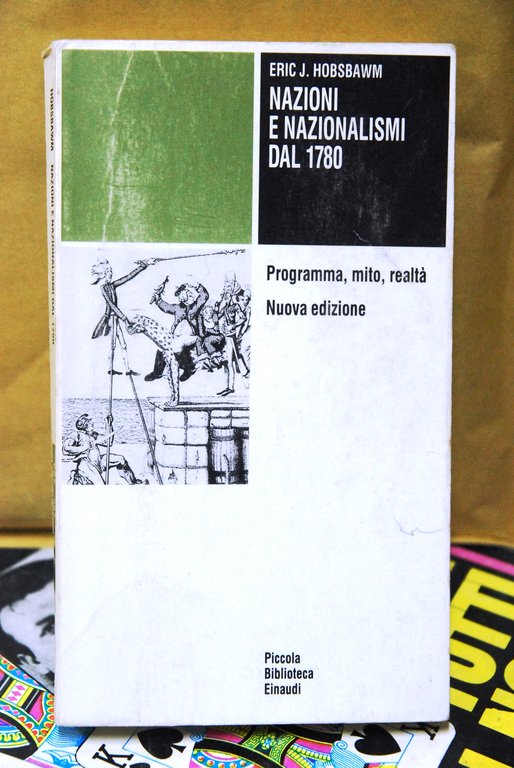 ERIC J. HOBSBAWM
NAZIONI
E NAZIONALISMI
DAL 1780
Programma, mito, realtà
Nuova edizione
Piccola
Biblioteca
Einaudi
HOBSBAWM NAZIONI E NAZIONALISMI DAL 1780
K
K